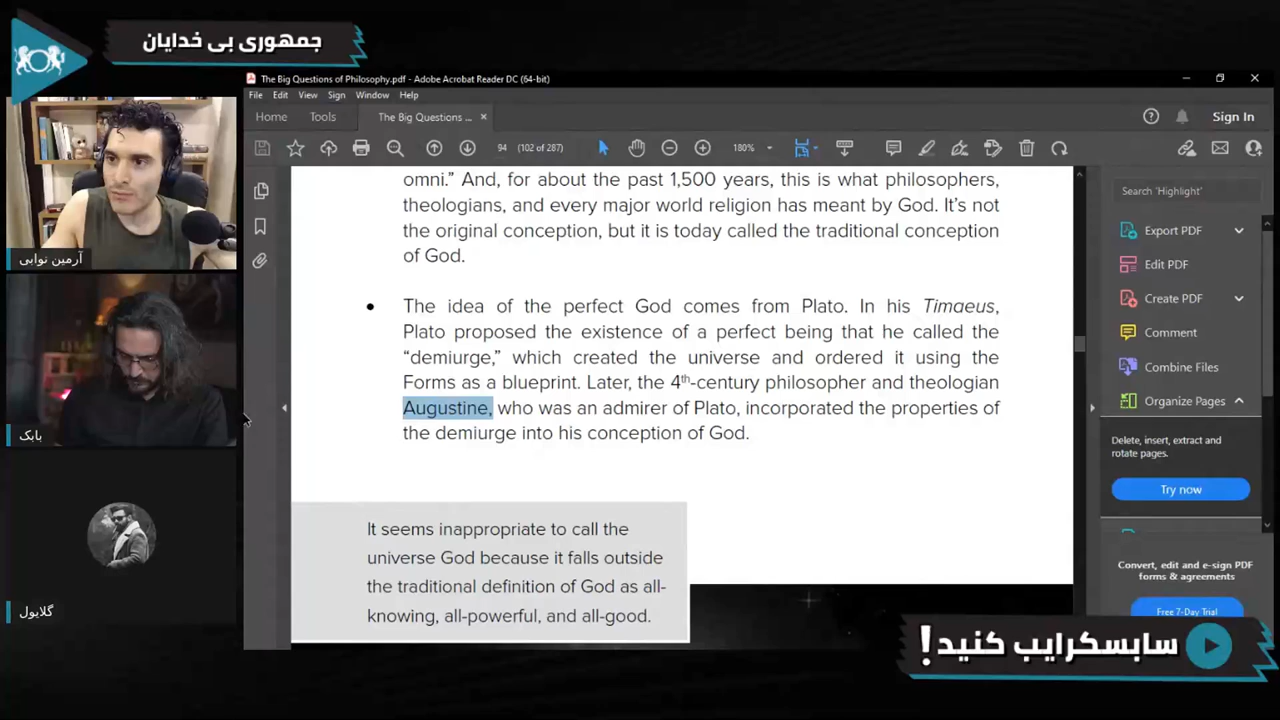 جمهوری بی خدایان
The Big Questions of Philosophy.pdf - Adobe Acrobat Reader DC (64-bit)
File Edit View Sign Window Help
Home Tools The Big Questions ... Sign In
94 (102 of 287) 180%
omni.” And, for about the past 1,500 years, this is what philosophers,
theologians, and every major world religion has meant by God. It’s not
the original conception, but it is today called the traditional conception
of God.
• The idea of the perfect God comes from Plato. In his Timaeus,
Plato proposed the existence of a perfect being that he called the
“demiurge,” which created the universe and ordered it using the
Forms as a blueprint. Later, the 4th-century philosopher and theologian
Augustine, who was an admirer of Plato, incorporated the properties of
the demiurge into his conception of God.
It seems inappropriate to call the
universe God because it falls outside
the traditional definition of God as all-
knowing, all-powerful, and all-good.
Search 'Highlight'
Export PDF
Edit PDF
Create PDF
Comment
Combine Files
Organize Pages
Delete, insert, extract and
rotate pages.
Try now
Convert, edit and e-sign PDF
forms & agreements
Free 7-Day Trial
آرمین نوابی
بابک
گلایول
سابسکرایب کنید!